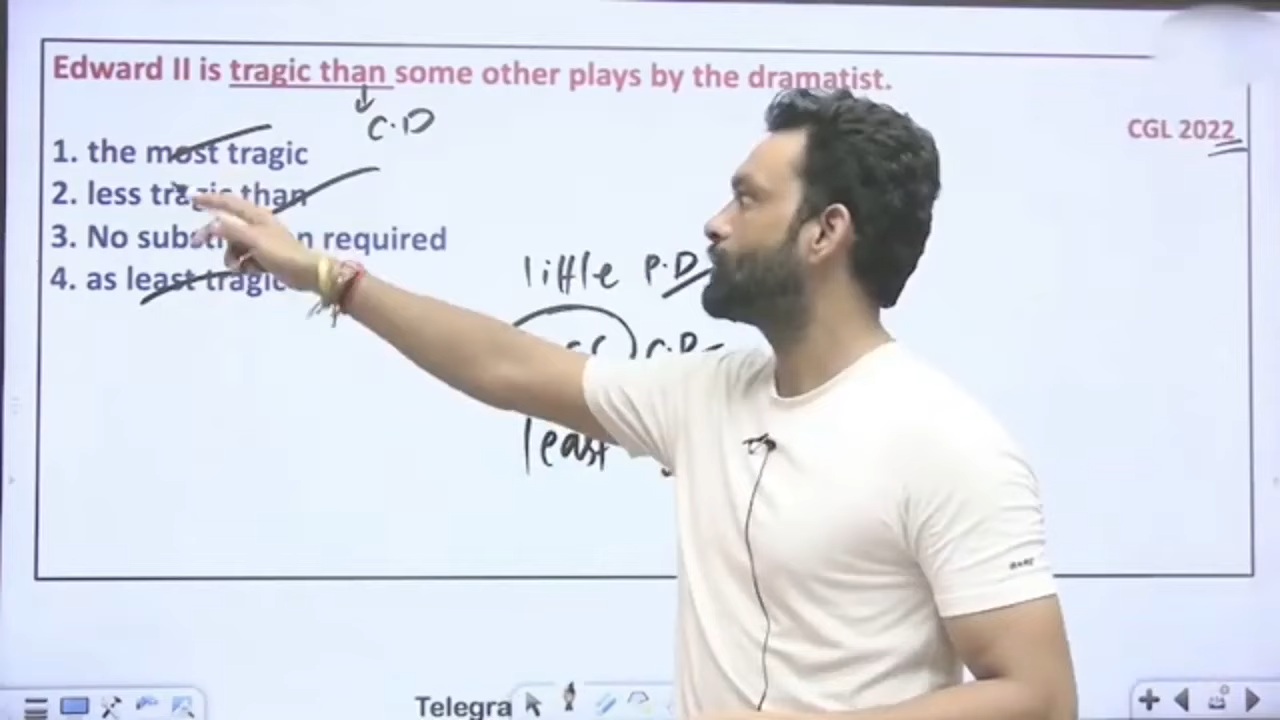 Edward II is tragic than some other plays by the dramatist.
C.D
CGL 2022
1. the most tragic
2. less tragic than
3. No substitution required
4. as least tragic
little P.D
C.D
least
Telegra